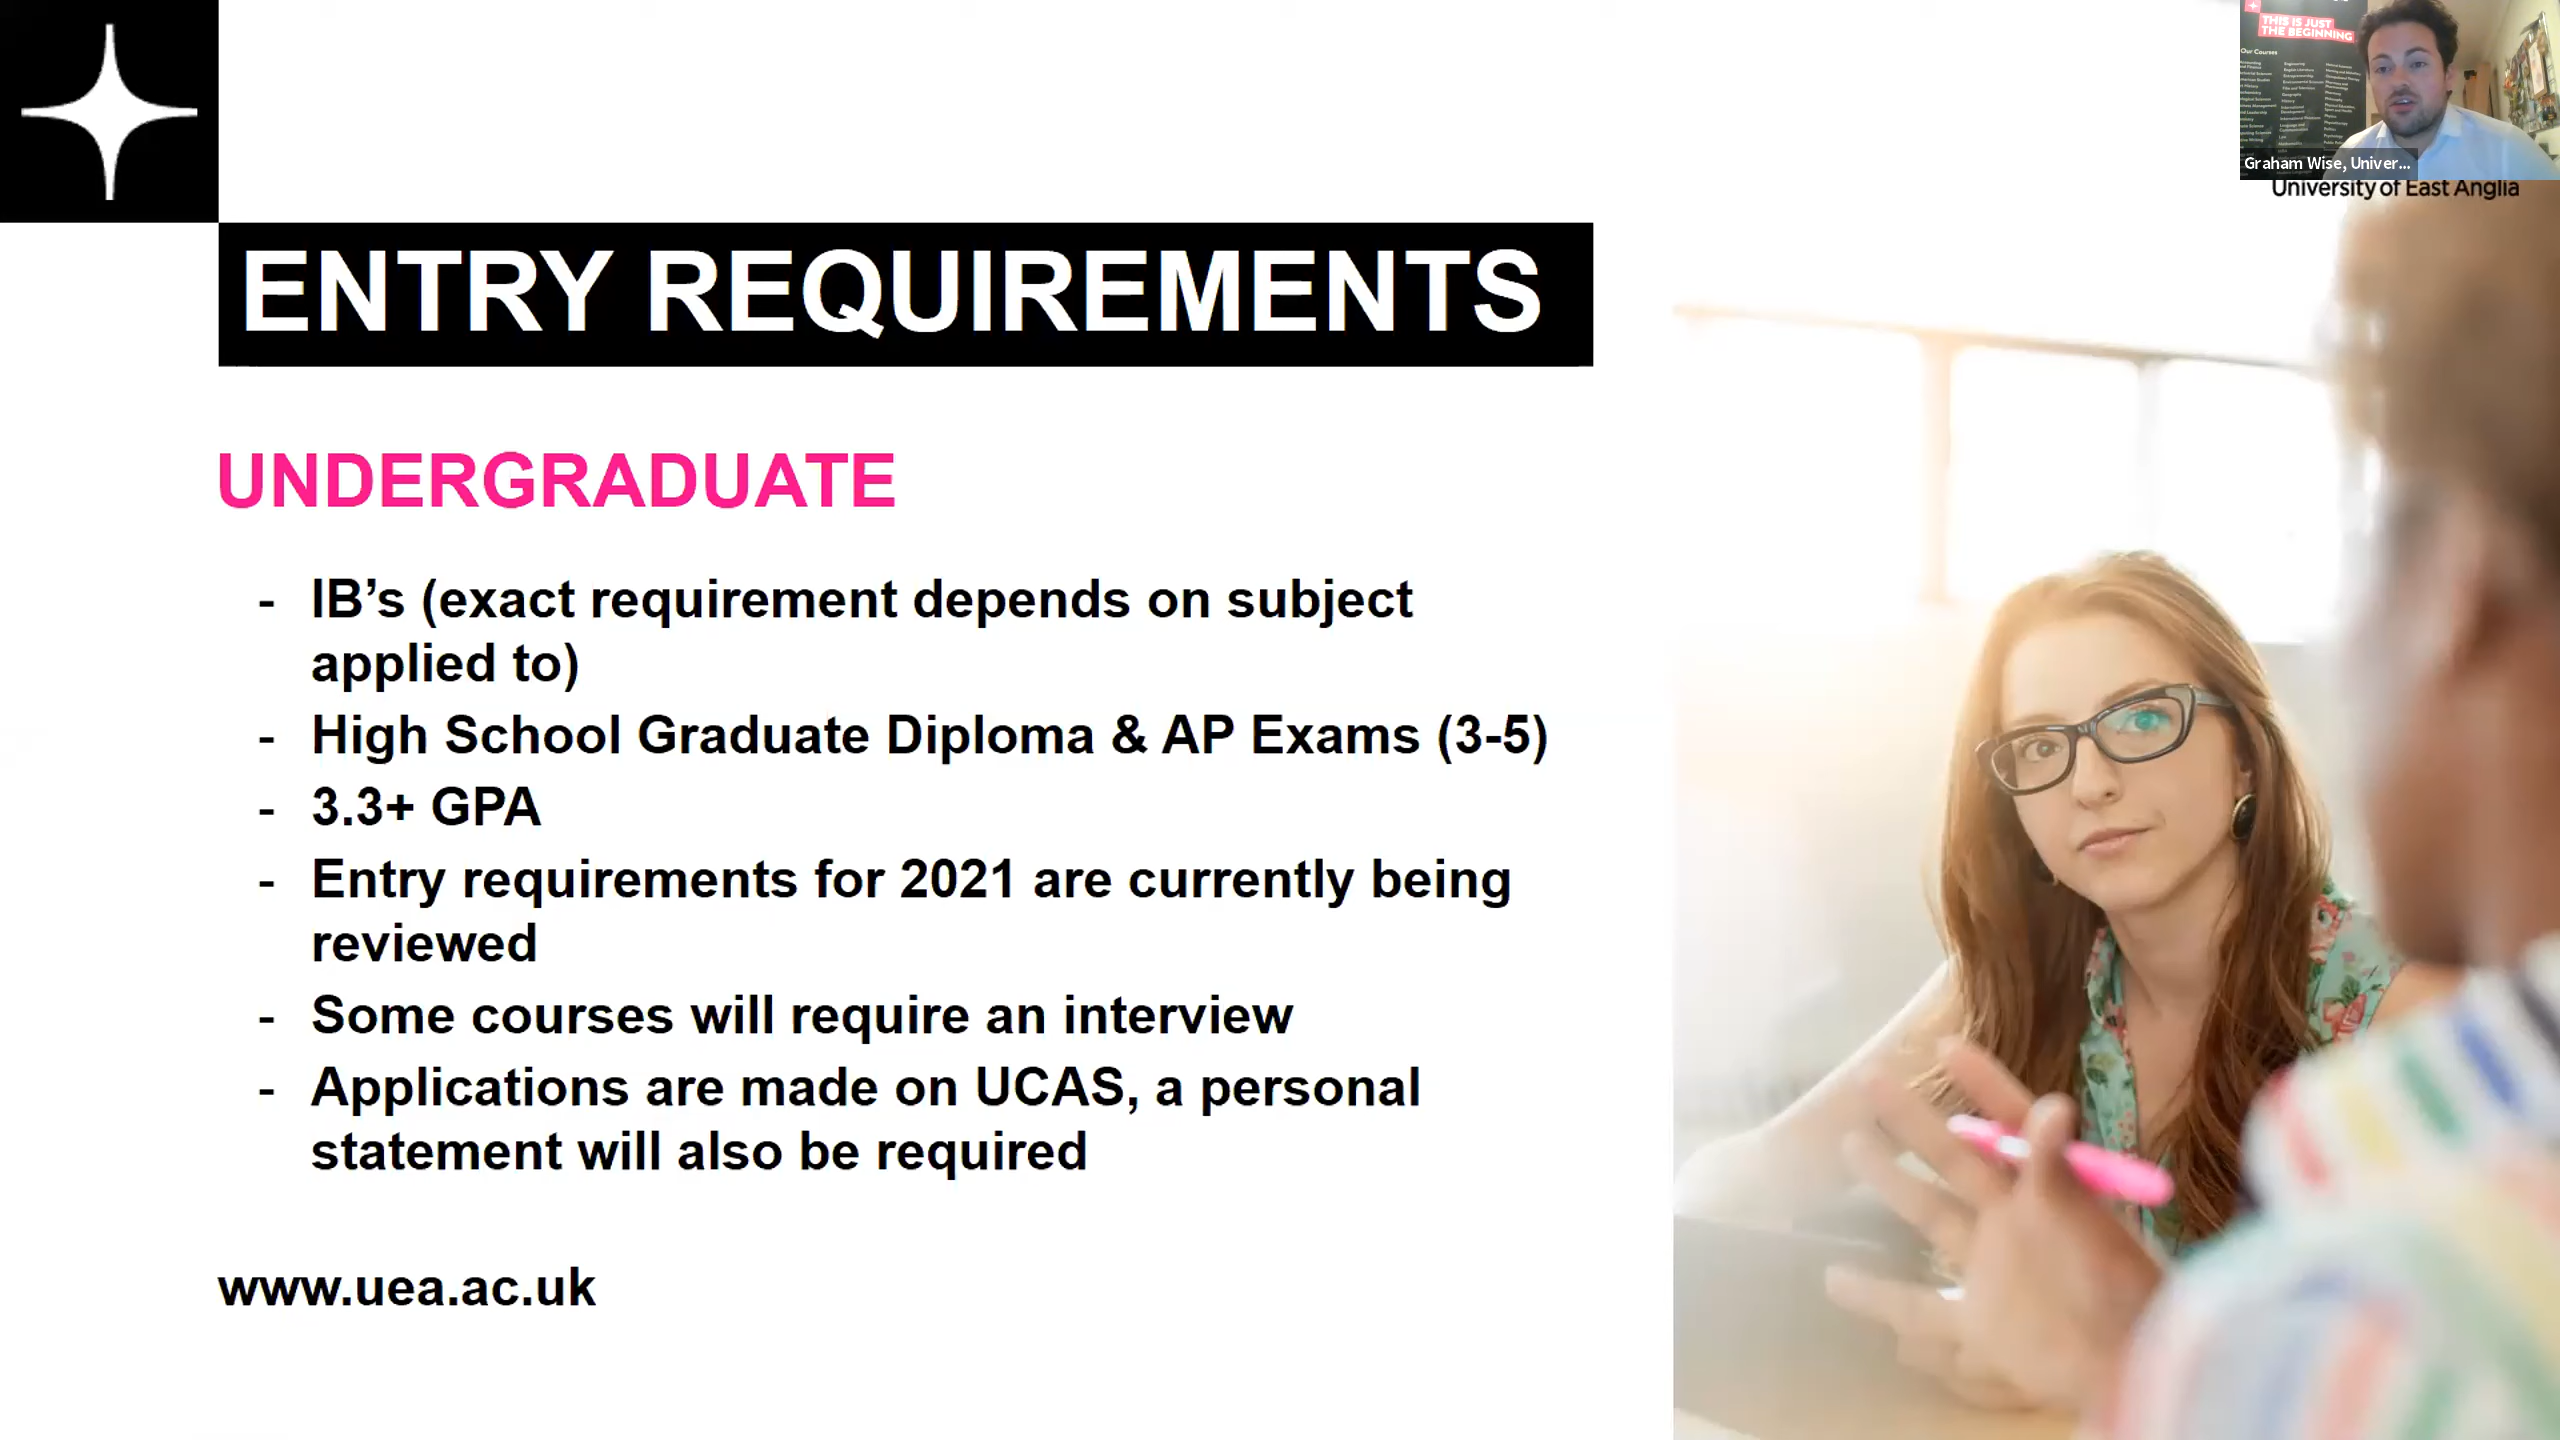 THIS IS JUST
THE BEGINNING
Our Courses
Graham Wise, Univer...
University of East Anglia
ENTRY REQUIREMENTS
UNDERGRADUATE
- IB’s (exact requirement depends on subject
applied to)
- High School Graduate Diploma & AP Exams (3-5)
- 3.3+ GPA
- Entry requirements for 2021 are currently being
reviewed
- Some courses will require an interview
- Applications are made on UCAS, a personal
statement will also be required
www.uea.ac.uk